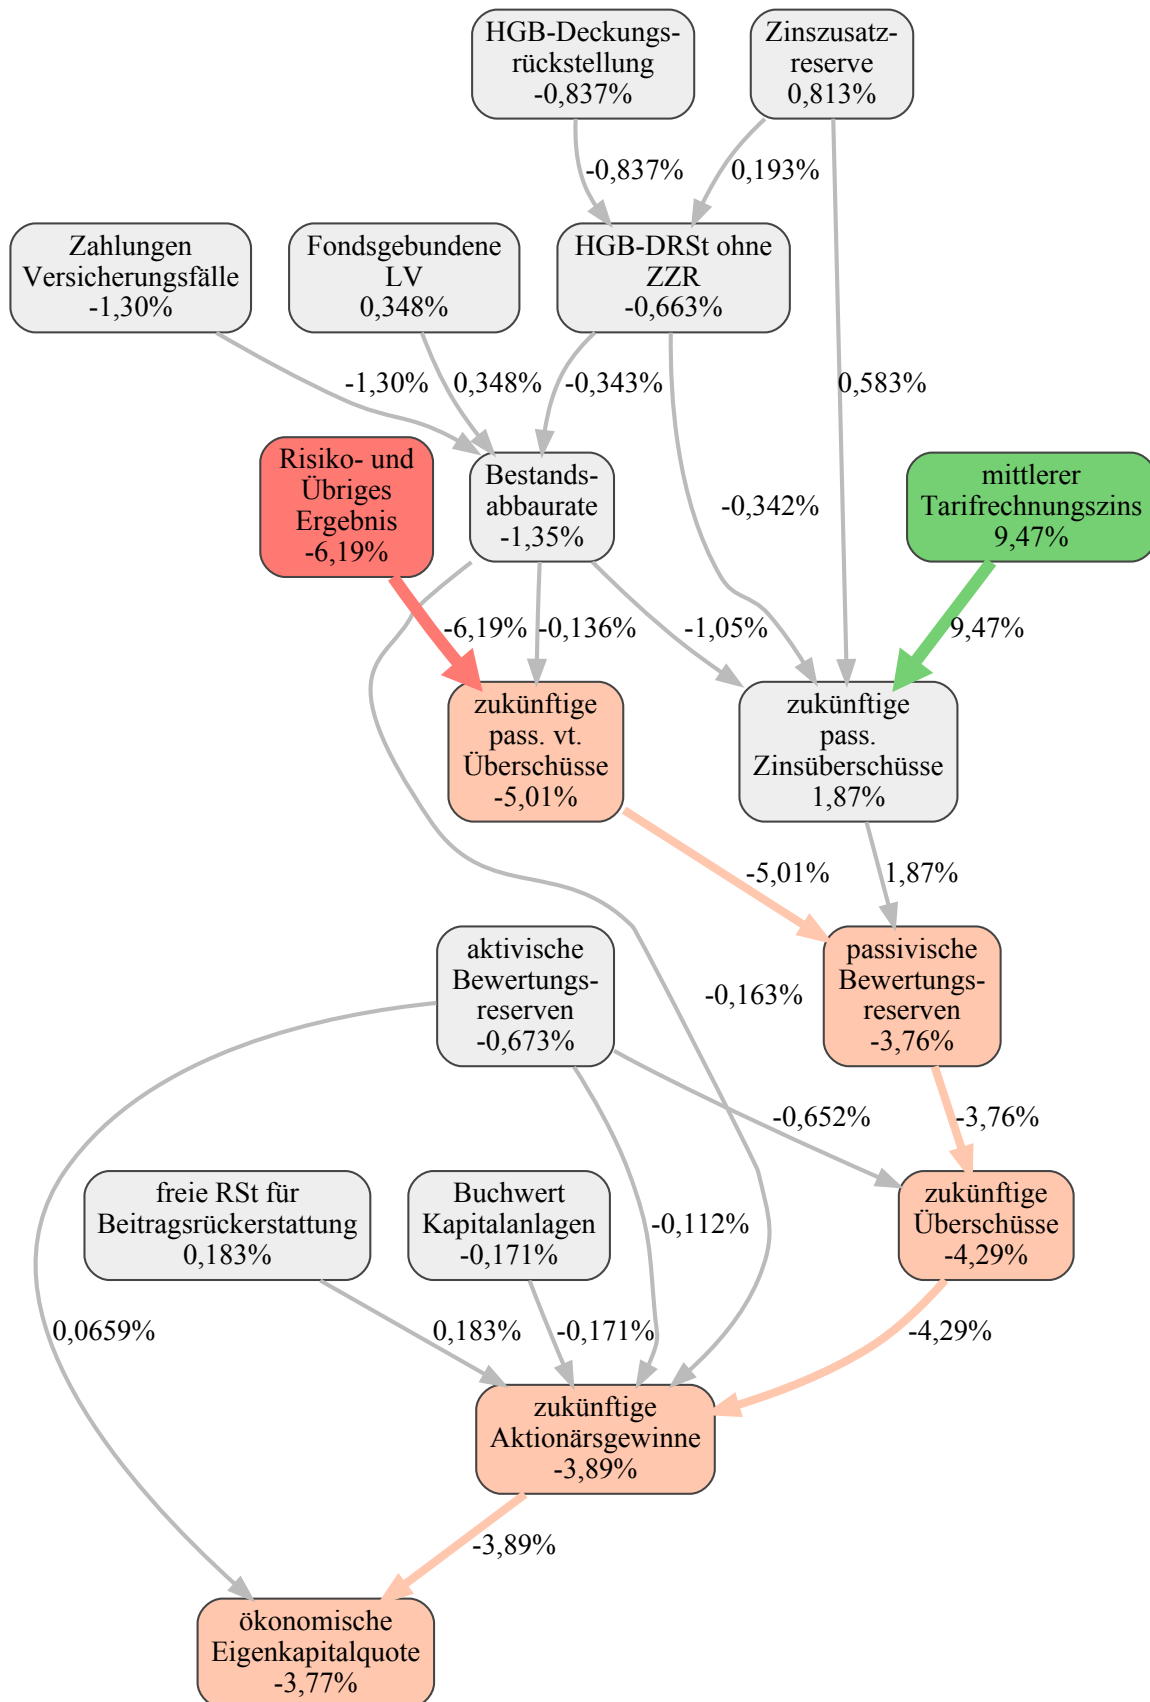 HGB-Deckungs-
rückstellung
-0,837%
Zinszusatz-
reserve
0,813%
-0,837%
0,193%
Zahlungen
Versicherungsfälle
-1,30%
Fondsgebundene
LV
0,348%
HGB-DRSt ohne
ZZR
-0,663%
-1,30%
0,348%
-0,343%
0,583%
Risiko- und
Übriges
Ergebnis
-6,19%
Bestands-
abbaurate
-1,35%
-0,342%
mittlerer
Tarifrechnungszins
9,47%
-6,19%
-0,136%
-1,05%
9,47%
zukünftige
pass. vt.
Überschüsse
-5,01%
zukünftige
pass.
Zinsüberschüsse
1,87%
-5,01%
1,87%
aktivische
Bewertungs-
reserven
-0,673%
-0,163%
passivische
Bewertungs-
reserven
-3,76%
-0,652%
-3,76%
freie RSt für
Beitragsrückerstattung
0,183%
Buchwert
Kapitalanlagen
-0,171%
-0,112%
zukünftige
Überschüsse
-4,29%
0,0659%
0,183%
-0,171%
-4,29%
zukünftige
Aktionärsgewinne
-3,89%
-3,89%
ökonomische
Eigenkapitalquote
-3,77%